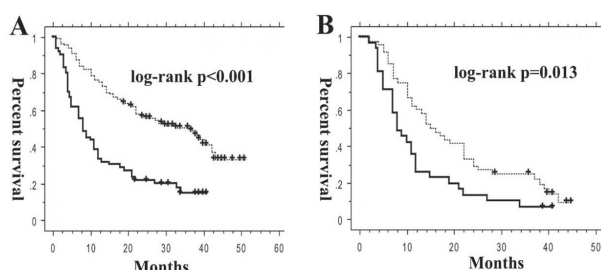 A
Percent survival
1
.8
.6
.4
.2
0
log-rank p<0.001
0 10 20 30 40 50 60
Months
B
Percent survival
1
.8
.6
.4
.2
0
log-rank p=0.013
0 10 20 30 40 50
Months